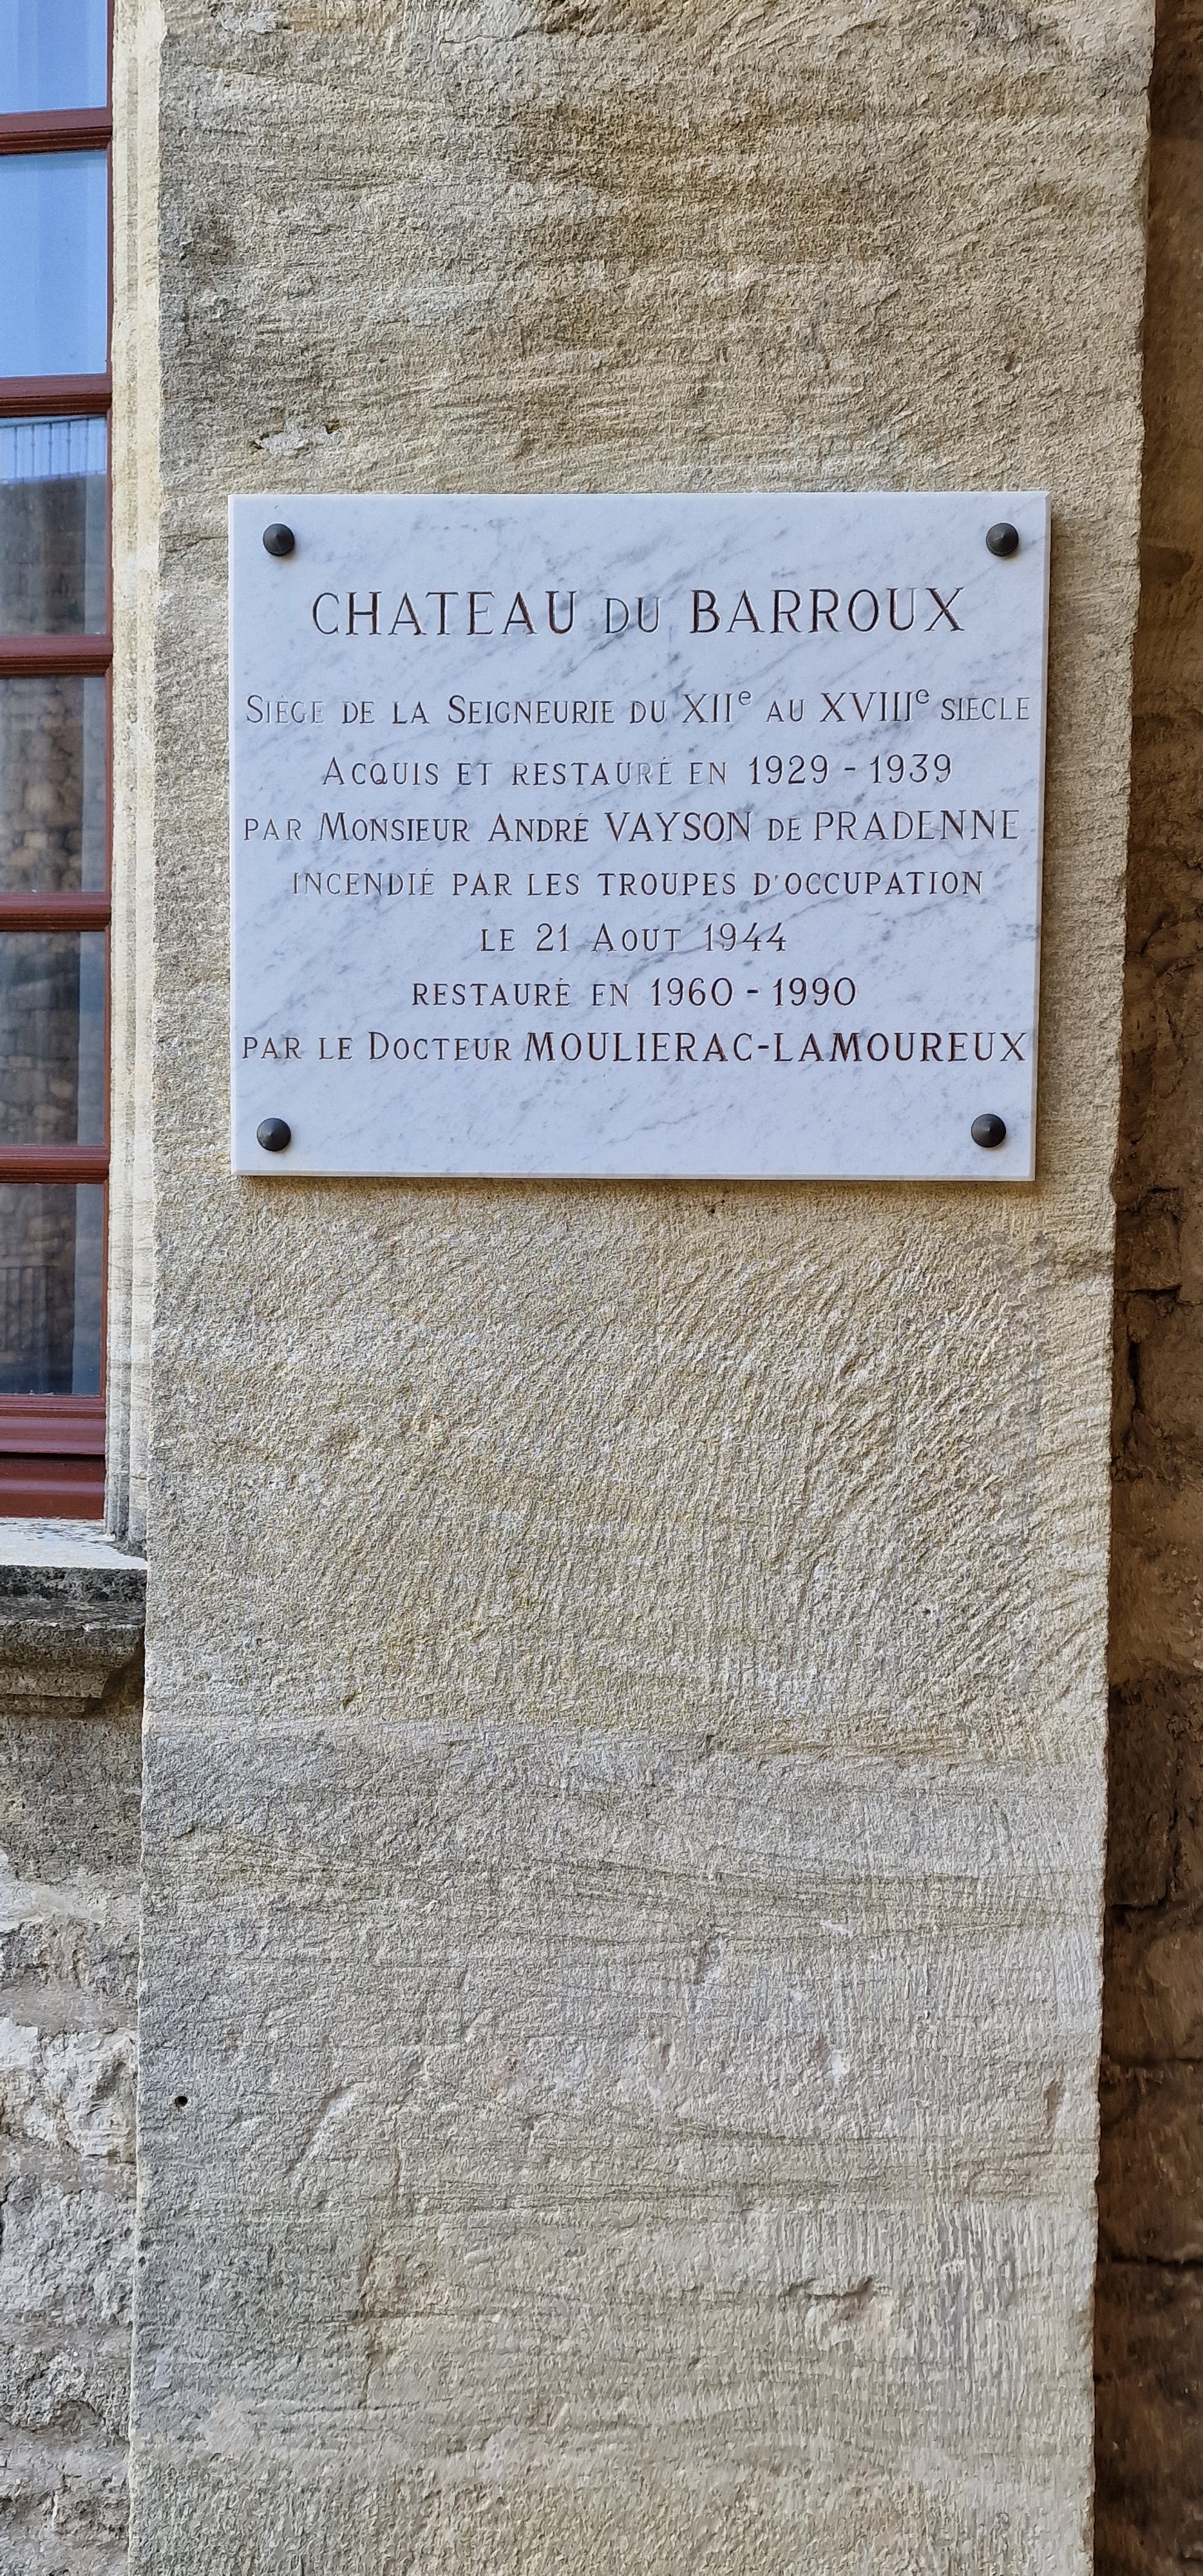 CHATEAU DU BARROUX
SIÈGE DE LA SEIGNEURIE DU XIIe AU XVIIIe SIECLE
ACQUIS ET RESTAURÉ EN 1929 - 1939
PAR MONSIEUR ANDRÉ VAYSON DE PRADENNE
INCENDIÉ PAR LES TROUPES D'OCCUPATION
LE 21 AOUT 1944
RESTAURÉ EN 1960 - 1990
PAR LE DOCTEUR MOULIERAC-LAMOUREUX